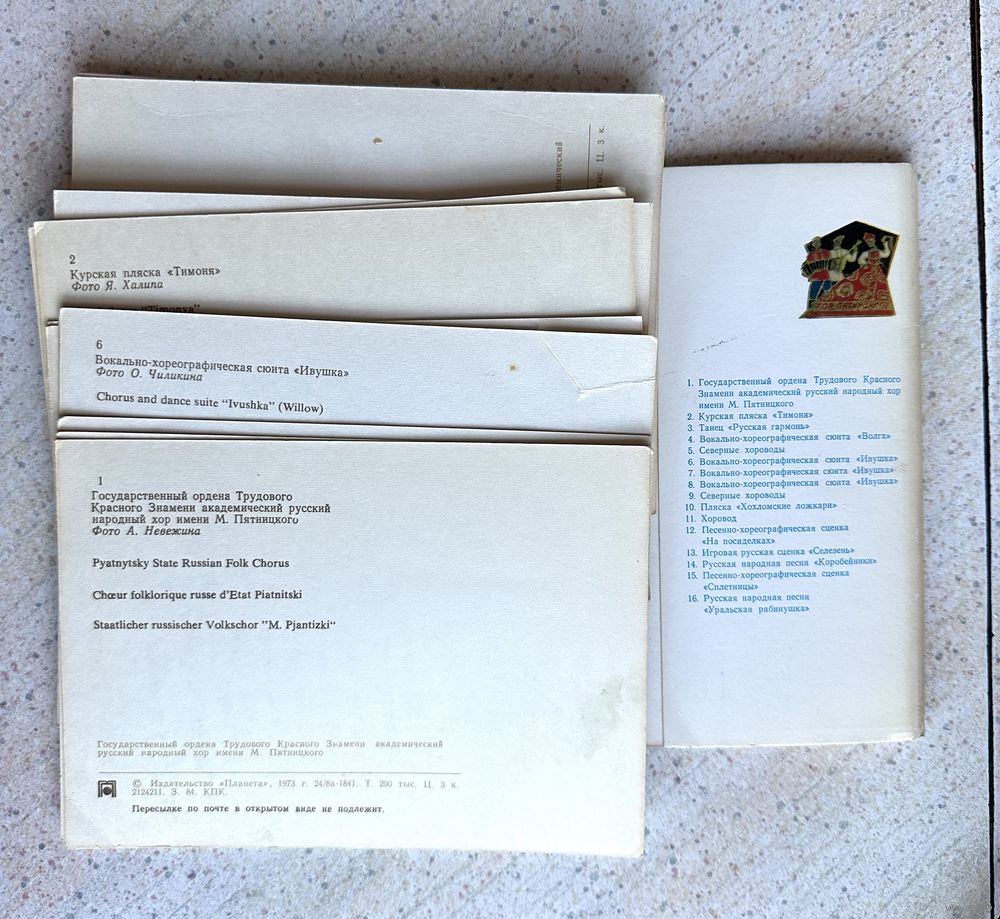 академический
тыс. Ц. 3 к.
2
Курская пляска «Тимоня»
Фото Я. Халипа
"Timonya"
6
Вокально-хореографическая сюита «Ивушка»
Фото О. Чиликина
Chorus and dance suite "Ivushka" (Willow)
1
Государственный ордена Трудового
Красного Знамени академический русский
народный хор имени М. Пятницкого
Фото А. Невежина
Pyatnytsky State Russian Folk Chorus
Chœur folklorique russe d'Etat Piatnitski
Staatlicher russischer Volkschor "M. Pjantizki"
Государственный ордена Трудового Красного Знамени академический
русский народный хор имени М. Пятницкого
© Издательство «Планета», 1973 г. 24/8в-1841. Т. 200 тыс. Ц. 3 к.
2124211. З. 84. КПК.
Пересылке по почте в открытом виде не подлежит.
ХОР ПЯТНИЦКОГО
1. Государственный ордена Трудового Красного
Знамени академический русский народный хор
имени М. Пятницкого
2. Курская пляска «Тимоня»
3. Танец «Русская гармонь»
4. Вокально-хореографическая сюита «Волга»
5. Северные хороводы
6. Вокально-хореографическая сюита «Ивушка»
7. Вокально-хореографическая сюита «Ивушка»
8. Вокально-хореографическая сюита «Ивушка»
9. Северные хороводы
10. Пляска «Хохломские ложкари»
11. Хоровод
12. Песенно-хореографическая сценка
«На посиделках»
13. Игровая русская сценка «Селезень»
14. Русская народная песня «Коробейники»
15. Песенно-хореографическая сценка
«Сплетницы»
16. Русская народная песня
«Уральская рябинушка»